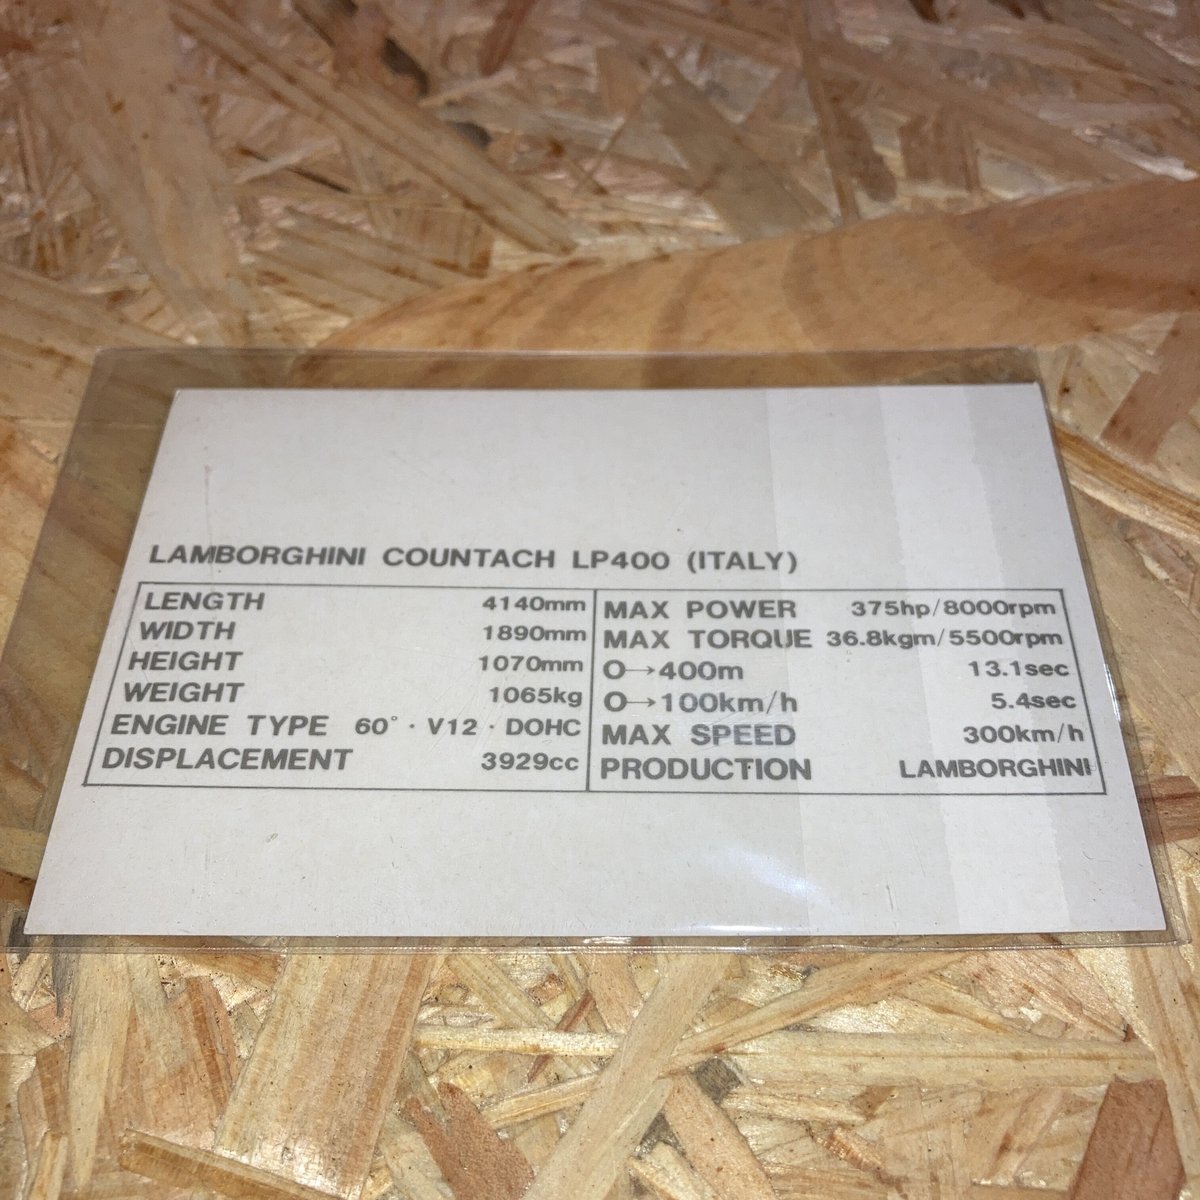 LAMBORGHINI COUNTACH LP400 (ITALY)
LENGTH 4140mm
WIDTH 1890mm
HEIGHT 1070mm
WEIGHT 1065kg
ENGINE TYPE 60°・V12・DOHC
DISPLACEMENT 3929cc
MAX POWER 375hp/8000rpm
MAX TORQUE 36.8kgm/5500rpm
0→400m 13.1sec
0→100km/h 5.4sec
MAX SPEED 300km/h
PRODUCTION LAMBORGHINI